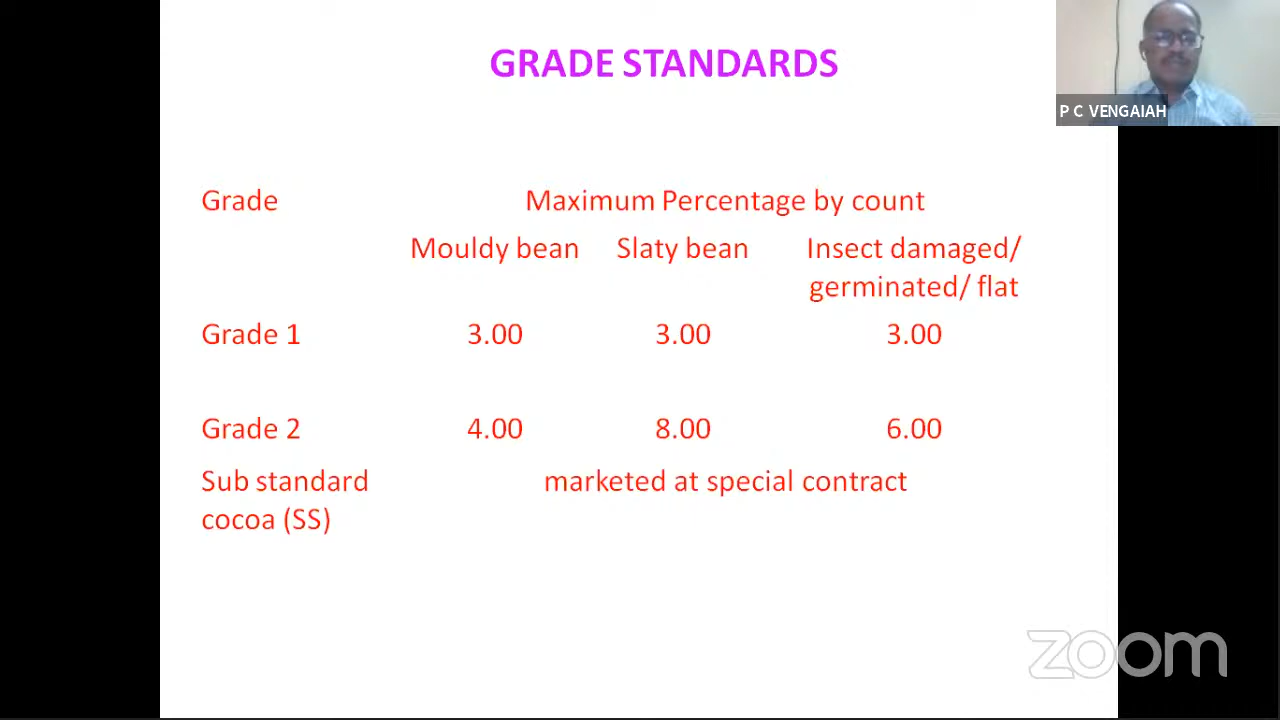 GRADE STANDARDS
P C VENGAIAH
Grade Maximum Percentage by count
Mouldy bean Slaty bean Insect damaged/
germinated/ flat
Grade 1 3.00 3.00 3.00
Grade 2 4.00 8.00 6.00
Sub standard marketed at special contract
cocoa (SS)
zoom